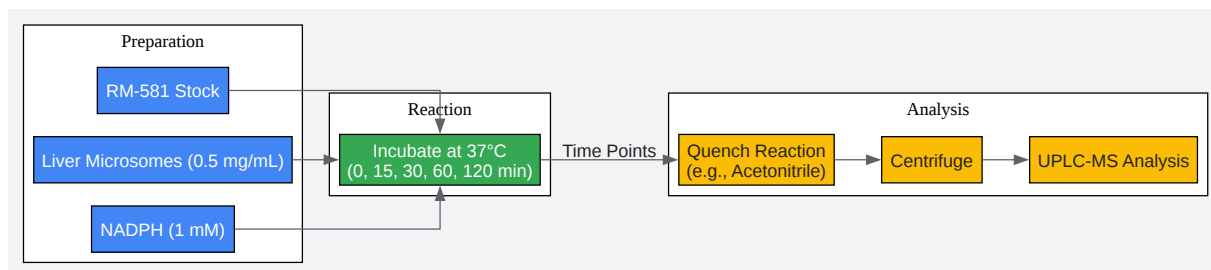 Preparation
RM-581 Stock
Liver Microsomes (0.5 mg/mL)
NADPH (1 mM)
Reaction
Incubate at 37°C
(0, 15, 30, 60, 120 min)
Time Points
Analysis
Quench Reaction
(e.g., Acetonitrile)
Centrifuge
UPLC-MS Analysis